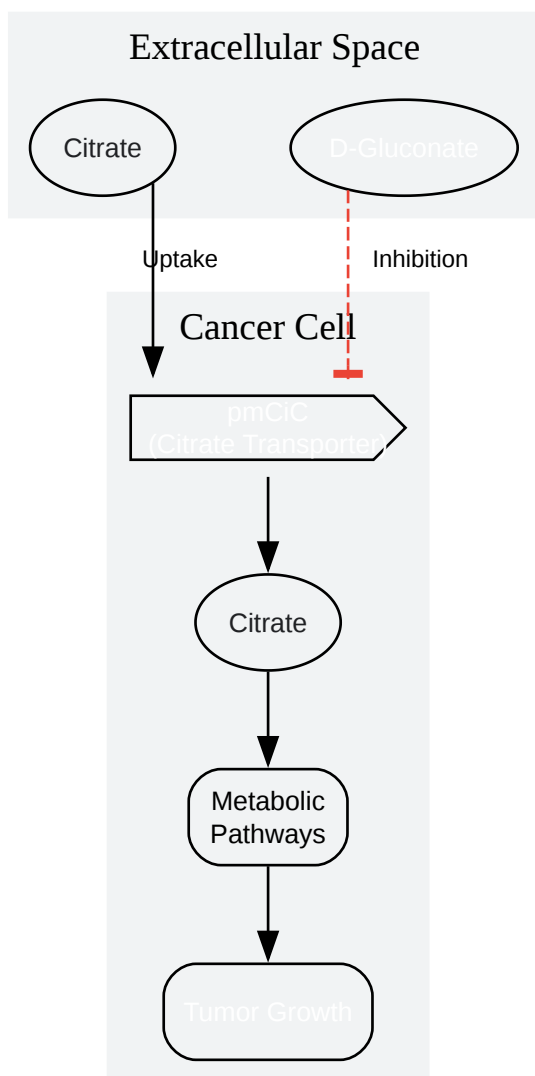 Extracellular Space
Citrate
D-Gluconate
Uptake
Inhibition
Cancer Cell
pmCiC
(Citrate Transporter)
Citrate
Metabolic
Pathways
Tumor Growth